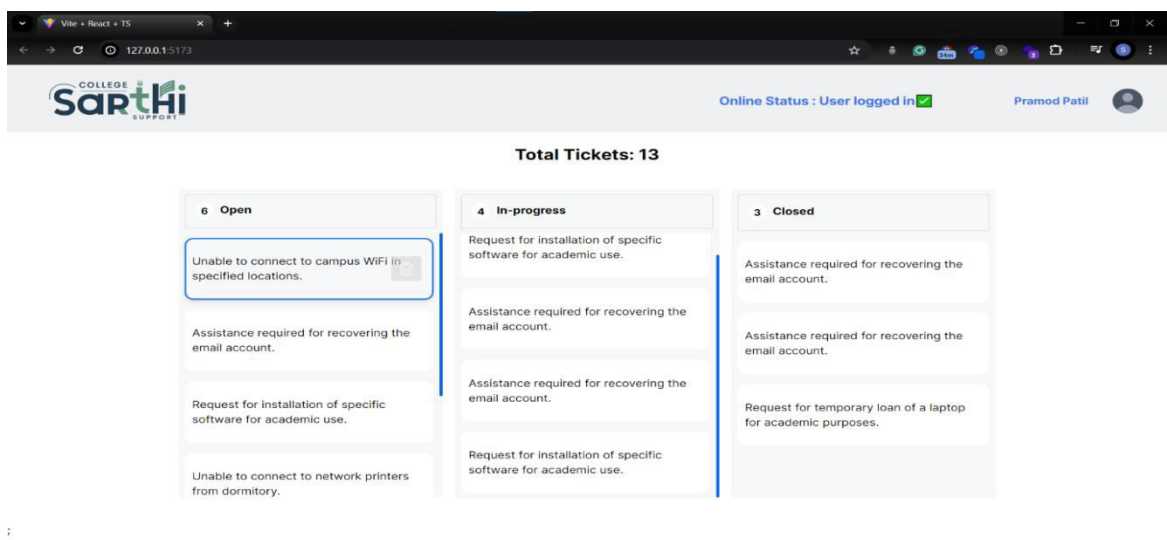 Vite + React + TS
127.0.0.1:5173
34m
S
S
COLLEGE
SARTHI
SUPPORT
Online Status : User logged in✅
Pramod Patil
Total Tickets: 13
6 Open
Unable to connect to campus WiFi in
specified locations.
Assistance required for recovering the
email account.
Request for installation of specific
software for academic use.
Unable to connect to network printers
from dormitory.
4 In-progress
Request for installation of specific
software for academic use.
Assistance required for recovering the
email account.
Assistance required for recovering the
email account.
Request for installation of specific
software for academic use.
3 Closed
Assistance required for recovering the
email account.
Assistance required for recovering the
email account.
Request for temporary loan of a laptop
for academic purposes.
;